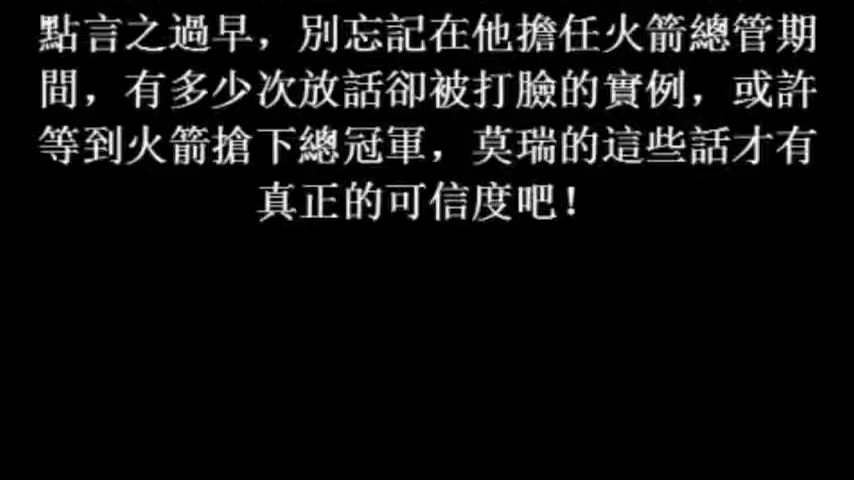 點言之過早，別忘記在他擔任火箭總管期
間，有多少次放話卻被打臉的實例，或許
等到火箭搶下總冠軍，莫瑞的這些話才有
真正的可信度吧！